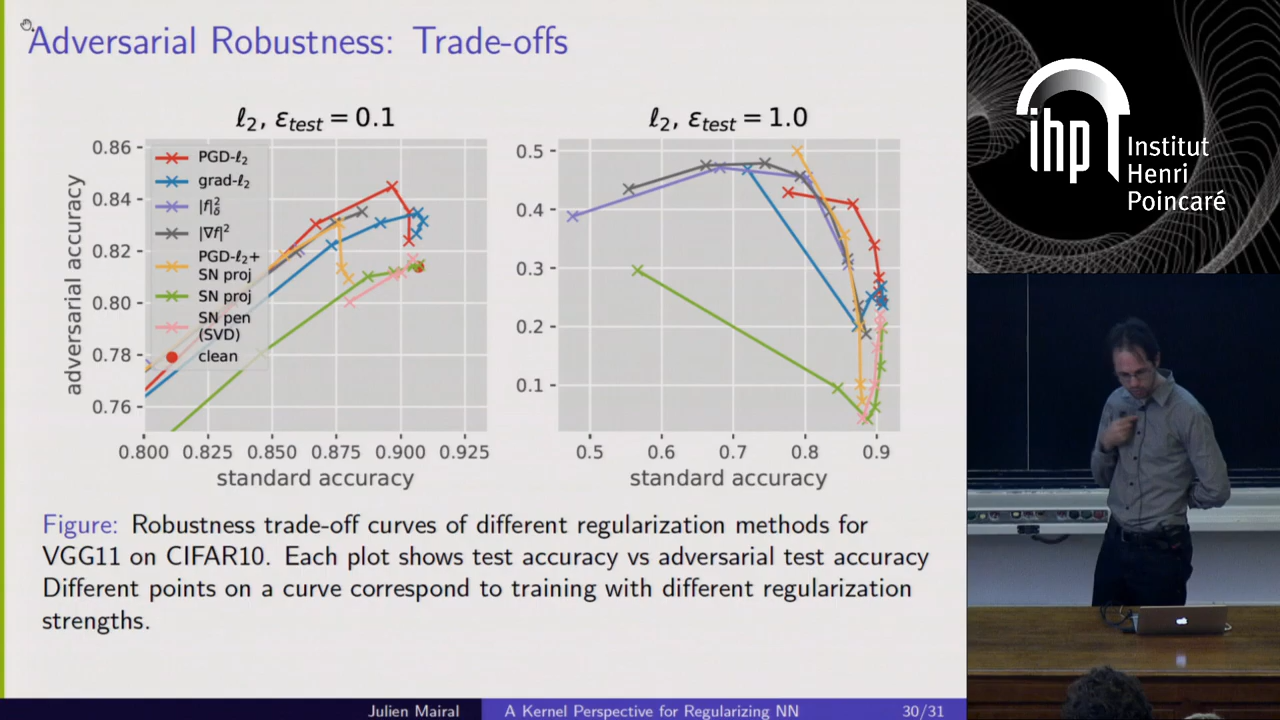 Adversarial Robustness: Trade-offs
ℓ₂, ε_test = 0.1
0.86
0.84
0.82
0.80
0.78
0.76
adversarial accuracy
PGD-ℓ₂
grad-ℓ₂
|f|²_δ
|∇f|²
PGD-ℓ₂+
SN proj
SN proj
SN pen
(SVD)
clean
0.800 0.825 0.850 0.875 0.900 0.925
standard accuracy
ℓ₂, ε_test = 1.0
0.5
0.4
0.3
0.2
0.1
0.5 0.6 0.7 0.8 0.9
standard accuracy
Figure: Robustness trade-off curves of different regularization methods for
VGG11 on CIFAR10. Each plot shows test accuracy vs adversarial test accuracy
Different points on a curve correspond to training with different regularization
strengths.
Julien Mairal
A Kernel Perspective for Regularizing NN
30/31
ihp
Institut
Henri
Poincaré